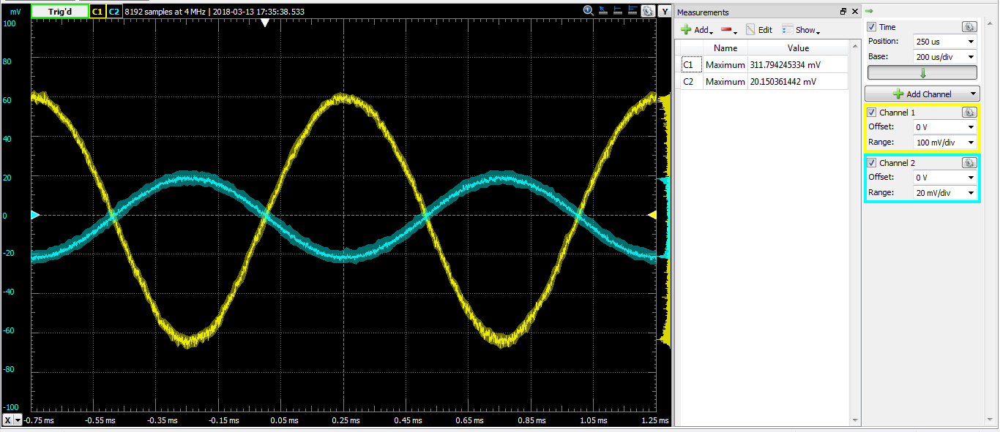 mV Trig'd C1 C2 8192 samples at 4 MHz | 2018-03-13 17:35:38.533 Y
100
80
60
40
20
0
-20
-40
-60
-80
-100
X -0.75 ms -0.55 ms -0.35 ms -0.15 ms 0.05 ms 0.25 ms 0.45 ms 0.65 ms 0.85 ms 1.05 ms 1.25 ms
Measurements
Add Edit Show
Name Value
C1 Maximum 311.794245334 mV
C2 Maximum 20.150361442 mV
Time
Position: 250 us
Base: 200 us/div
Add Channel
Channel 1
Offset: 0 V
Range: 100 mV/div
Channel 2
Offset: 0 V
Range: 20 mV/div